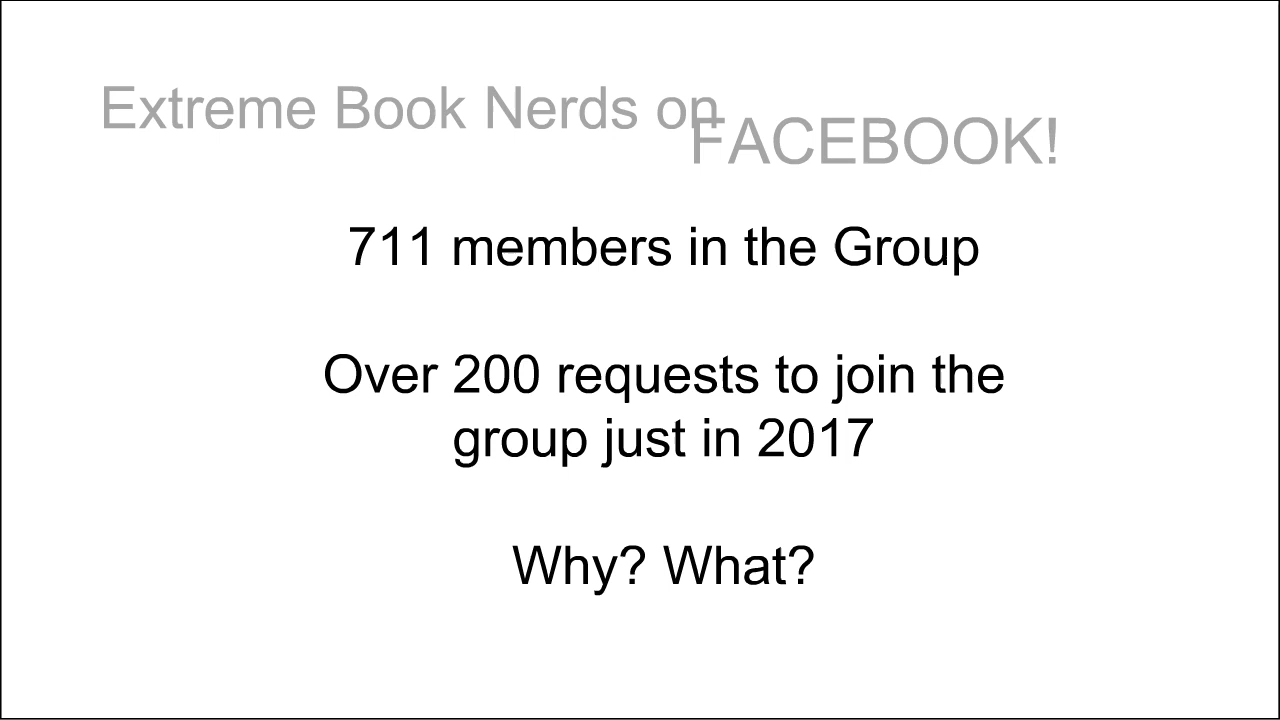 Extreme Book Nerds on
FACEBOOK!
711 members in the Group
Over 200 requests to join the
group just in 2017
Why? What?